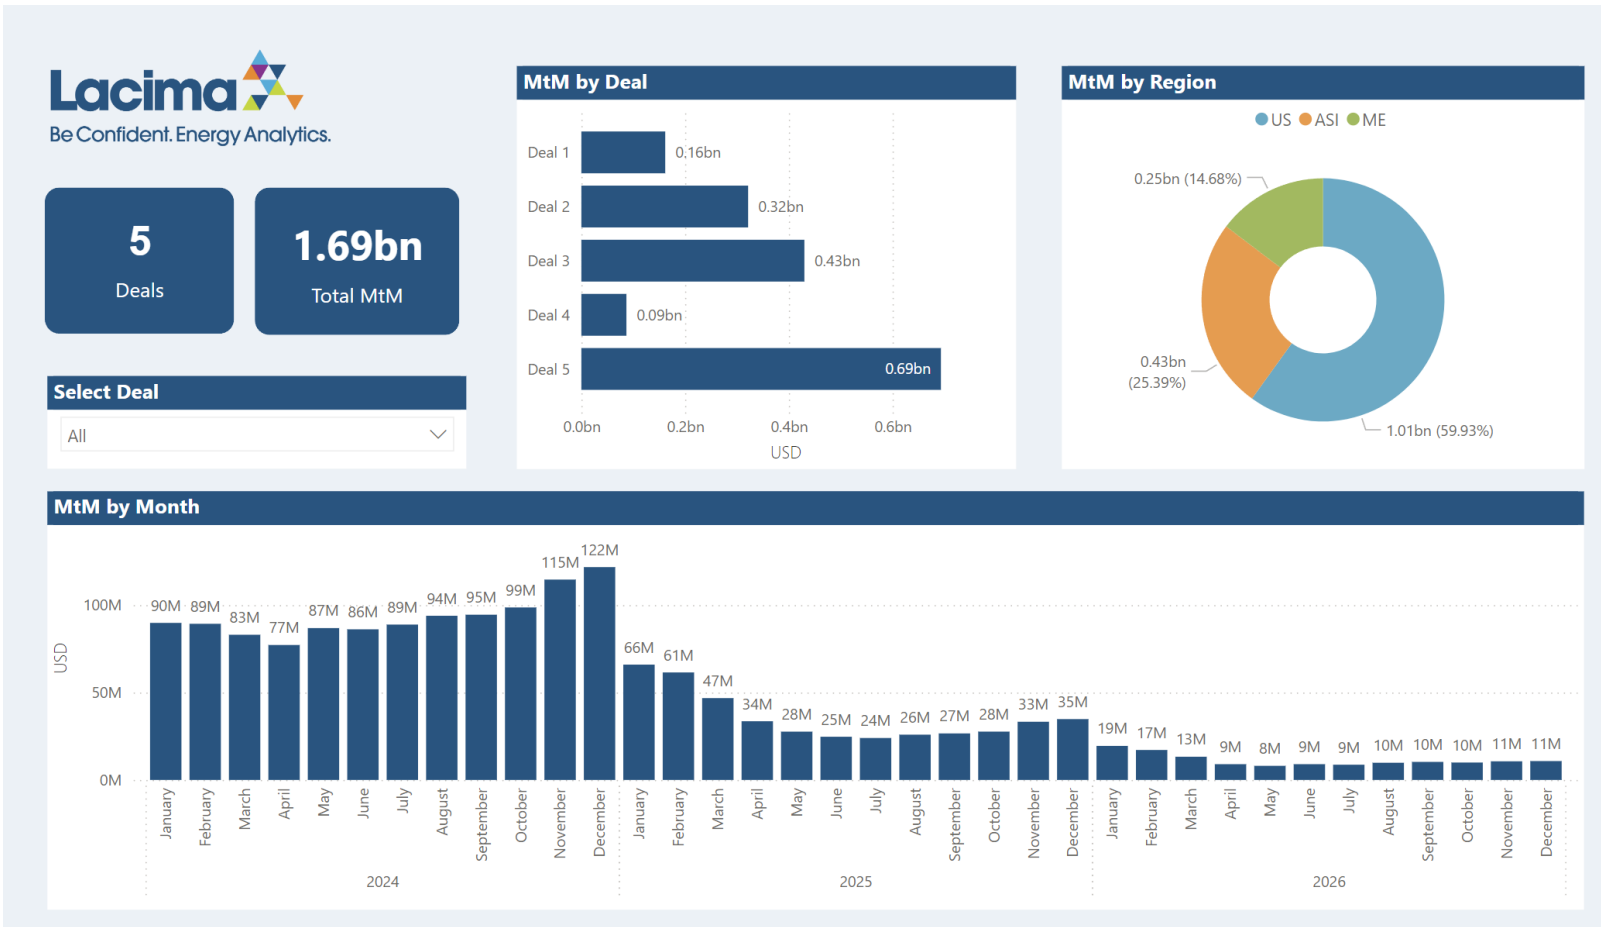 Lacima
Be Confident. Energy Analytics.
5
Deals
1.69bn
Total MtM
Select Deal
All
MtM by Deal
Deal 1 0.16bn
Deal 2 0.32bn
Deal 3 0.43bn
Deal 4 0.09bn
Deal 5 0.69bn
0.0bn 0.2bn 0.4bn 0.6bn
USD
MtM by Region
US ASI ME
0.25bn (14.68%)
0.43bn
(25.39%)
1.01bn (59.93%)
MtM by Month
USD
100M
50M
0M
90M 89M 83M 77M 87M 86M 89M 94M 95M 99M 115M 122M 66M 61M 47M 34M 28M 25M 24M 26M 27M 28M 33M 35M 19M 17M 13M 9M 8M 9M 9M 10M 10M 10M 11M 11M
January February March April May June July August September October November December January February March April May June July August September October November December January February March April May June July August September October November December
2024 2025 2026